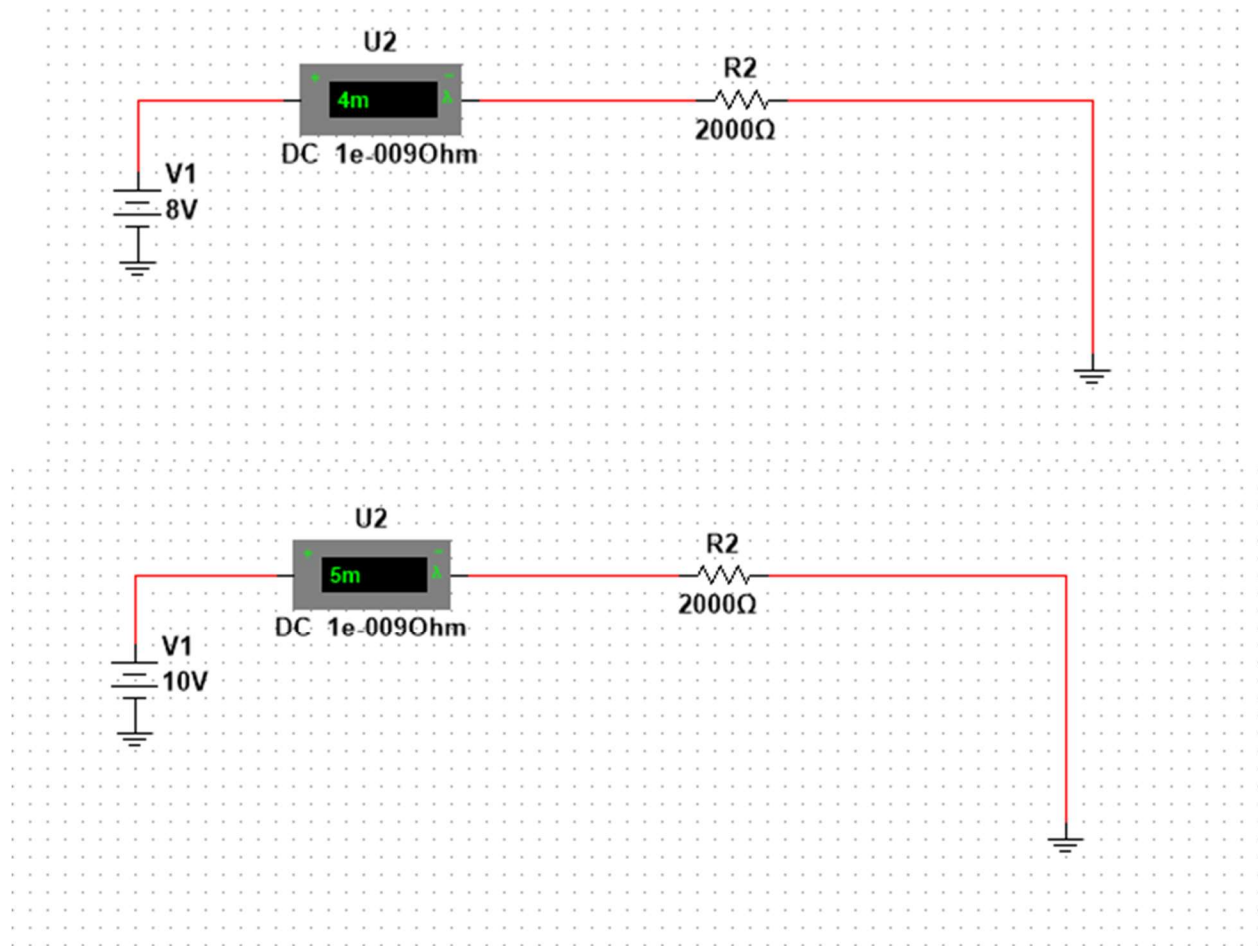 U2
+ −
4m A
DC 1e-009Ohm
R2
2000Ω
V1
8V
U2
+ −
5m A
DC 1e-009Ohm
R2
2000Ω
V1
10V